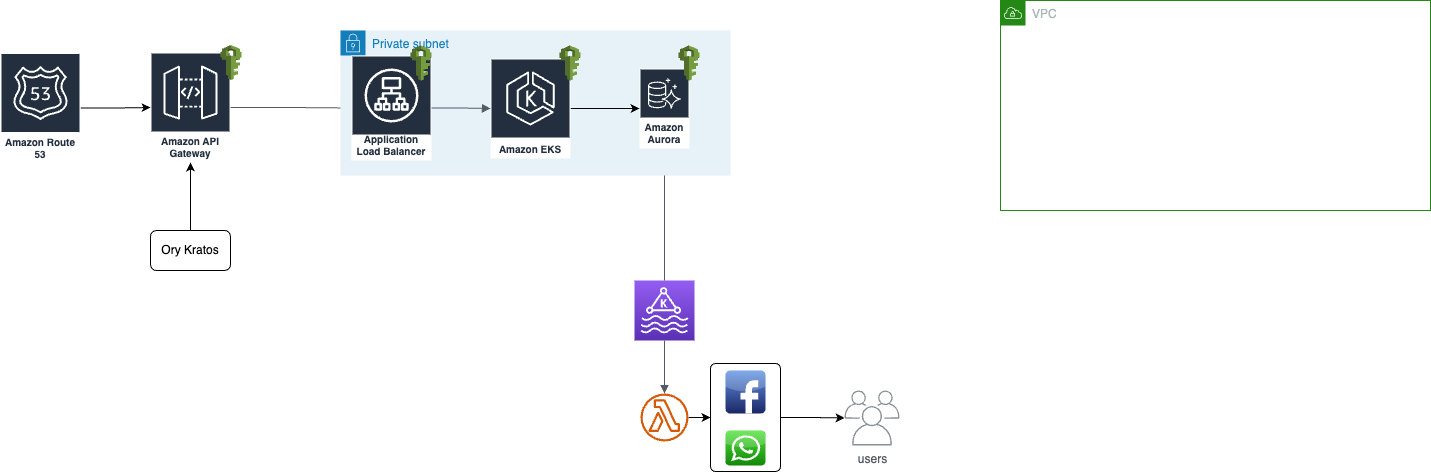 VPC
Private subnet
53
</>
K
Amazon Route
53
Amazon API
Gateway
Application
Load Balancer
Amazon EKS
Amazon
Aurora
Ory Kratos
K
f
users